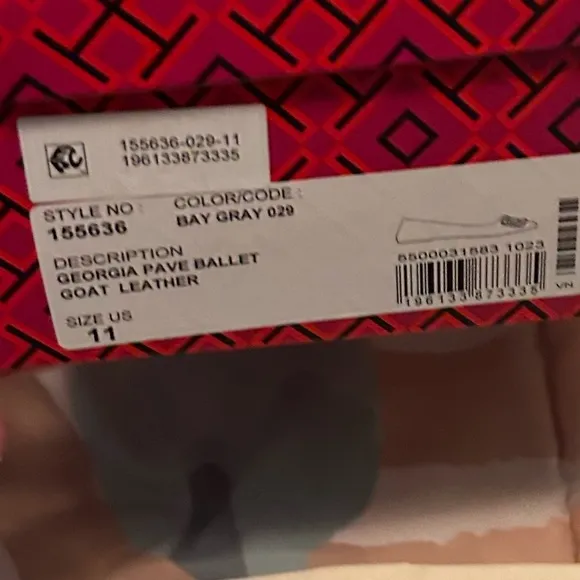 155636-029-11
196133873335
STYLE NO :
155636
COLOR/CODE :
BAY GRAY 029
DESCRIPTION
GEORGIA PAVE BALLET
GOAT LEATHER
SIZE US
11
5500031583 1023
196133873335
VN